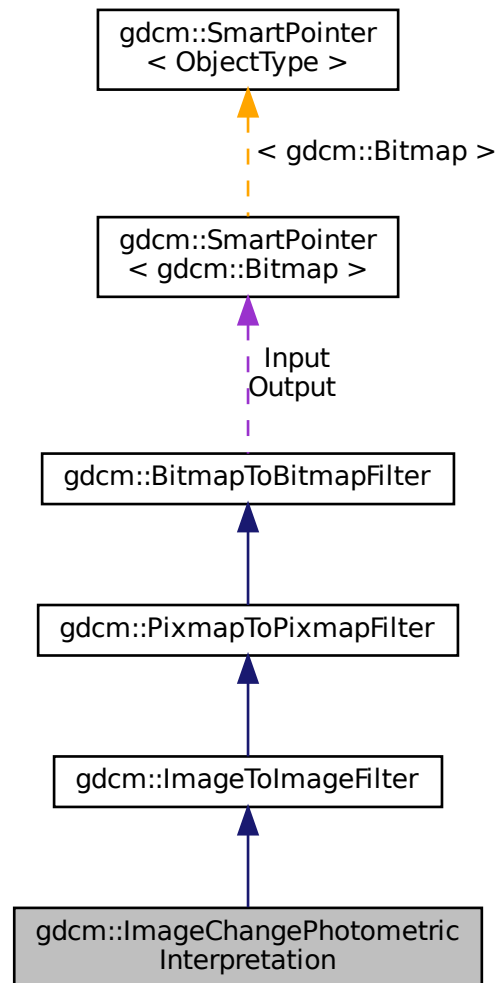 gdcm::SmartPointer
< ObjectType >
< gdcm::Bitmap >
gdcm::SmartPointer
< gdcm::Bitmap >
Input
Output
gdcm::BitmapToBitmapFilter
gdcm::PixmapToPixmapFilter
gdcm::ImageToImageFilter
gdcm::ImageChangePhotometric
Interpretation